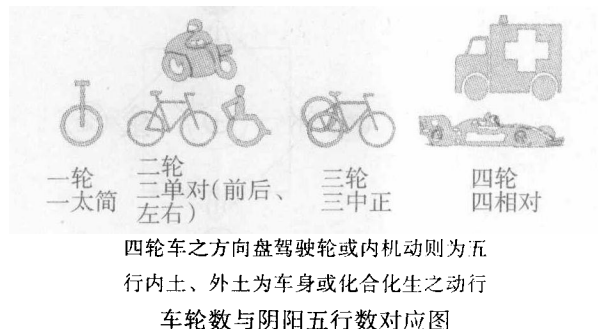 一轮
一太简
二轮
二单对(前后、
左右)
三轮
三中正
四轮
四相对
四轮车之方向盘驾驶轮或内机动则为五
行内土、外土为车身或化合化生之动行
车轮数与阴阳五行数对应图